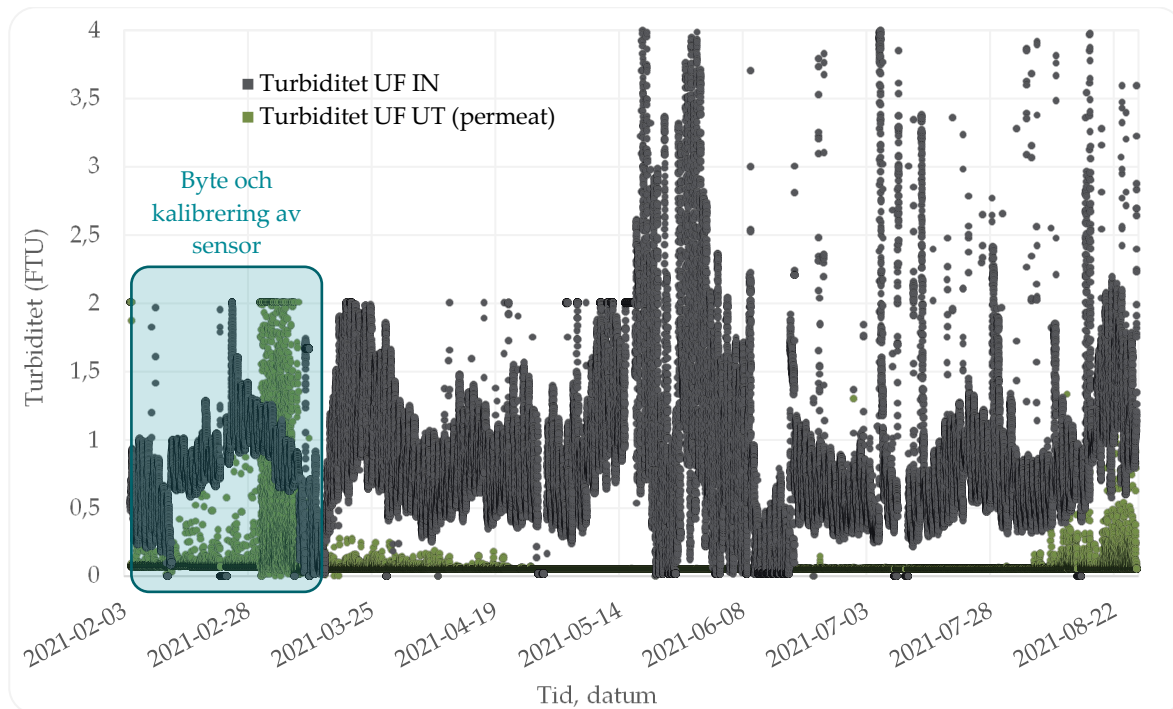 4
3,5
3
2,5
2
1,5
1
0,5
0
Turbiditet (FTU)
Turbiditet UF IN
Turbiditet UF UT (permeat)
Byte och
kalibrering av
sensor
2021-02-03
2021-02-28
2021-03-25
2021-04-19
2021-05-14
2021-06-08
2021-07-03
2021-07-28
2021-08-22
Tid, datum